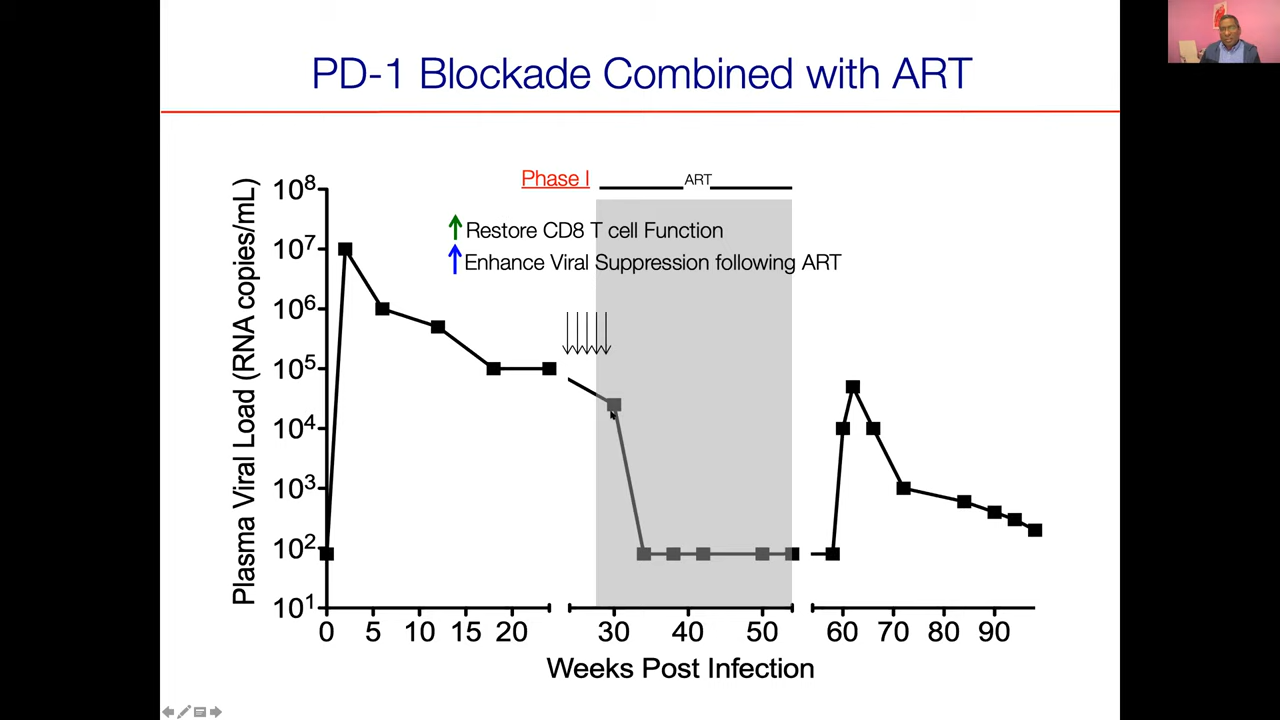 PD-1 Blockade Combined with ART
Phase I
ART
Restore CD8 T cell Function
Enhance Viral Suppression following ART
Plasma Viral Load (RNA copies/mL)
10⁸
10⁷
10⁶
10⁵
10⁴
10³
10²
10¹
0 5 10 15 20 30 40 50 60 70 80 90
Weeks Post Infection